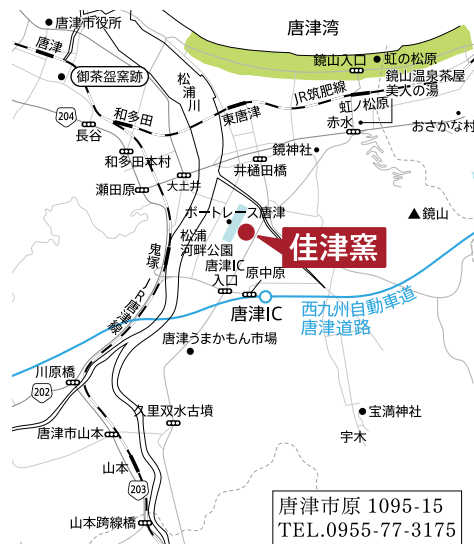 唐津湾
唐津市役所
唐津
虹の松原
鏡山入口
御茶盌窯跡
鏡山温泉茶屋
美人の湯
松浦川
JR筑肥線
虹ノ松原
204
和多田
東唐津
赤水
おさかな村
長谷
鏡神社
和多田本村
井樋田橋
大土井
瀬田原
ボートレース唐津
鏡山
鬼塚
松浦
河畔公園
佳津窯
唐津IC
入口
原中原
JR唐津線
唐津IC
西九州自動車道
唐津道路
唐津うまかもん市場
川原橋
202
久里双水古墳
宝満神社
唐津市山本
宇木
山本
203
山本跨線橋
唐津市原 1095-15
TEL.0955-77-3175